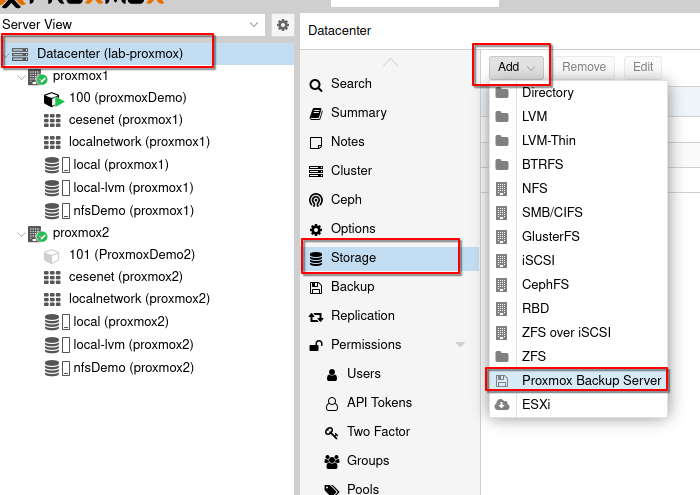 PROXMOX
Server View
Datacenter (lab-proxmox)
proxmox1
100 (proxmoxDemo)
cesenet (proxmox1)
localnetwork (proxmox1)
local (proxmox1)
local-lvm (proxmox1)
nfsDemo (proxmox1)
proxmox2
101 (ProxmoxDemo2)
cesenet (proxmox2)
localnetwork (proxmox2)
local (proxmox2)
local-lvm (proxmox2)
nfsDemo (proxmox2)
Datacenter
Search
Summary
Notes
Cluster
Ceph
Options
Storage
Backup
Replication
Permissions
Users
API Tokens
Two Factor
Groups
Pools
Add Remove Edit
Directory
LVM
LVM-Thin
BTRFS
NFS
SMB/CIFS
GlusterFS
iSCSI
CephFS
RBD
ZFS over iSCSI
ZFS
Proxmox Backup Server
ESXi